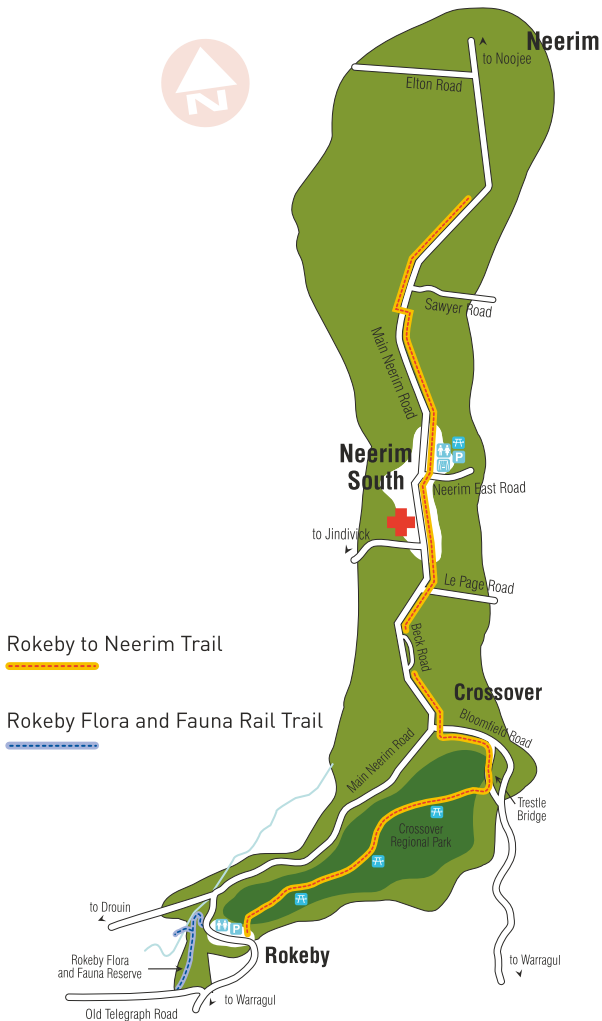 Neerim
to Noojee
Elton Road
N
Sawyer Road
Main Neerim Road
Neerim
South
P
Neerim East Road
to Jindivick
Le Page Road
Beck Road
Rokeby to Neerim Trail
Crossover
Rokeby Flora and Fauna Rail Trail
Bloomfield Road
Main Neerim Road
Trestle
Bridge
Crossover
Regional Park
to Drouin
P
Rokeby
Rokeby Flora
and Fauna Reserve
to Warragul
to Warragul
Old Telegraph Road